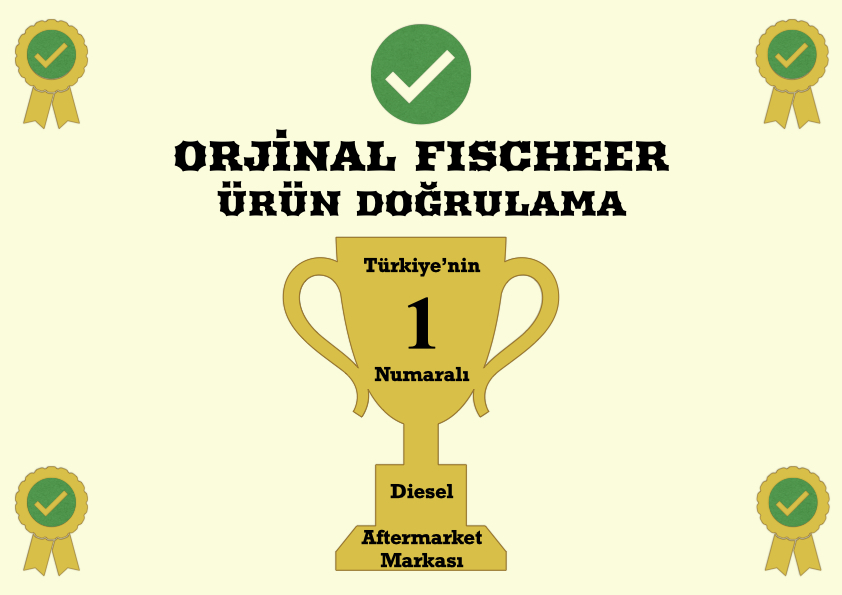 ORJİNAL FISCHEER
ÜRÜN DOĞRULAMA
Türkiye’nin
1
Numaralı
Diesel
Aftermarket
Markası